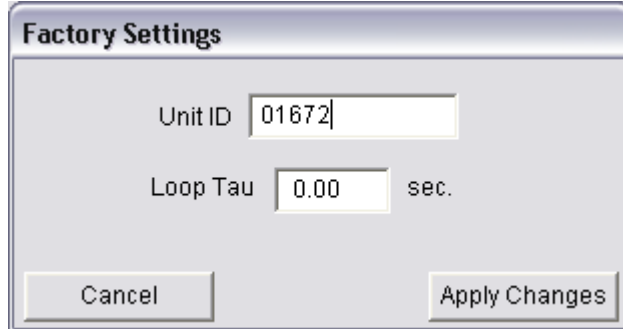 Factory Settings
Unit ID 01672
Loop Tau 0.00 sec.
Cancel Apply Changes